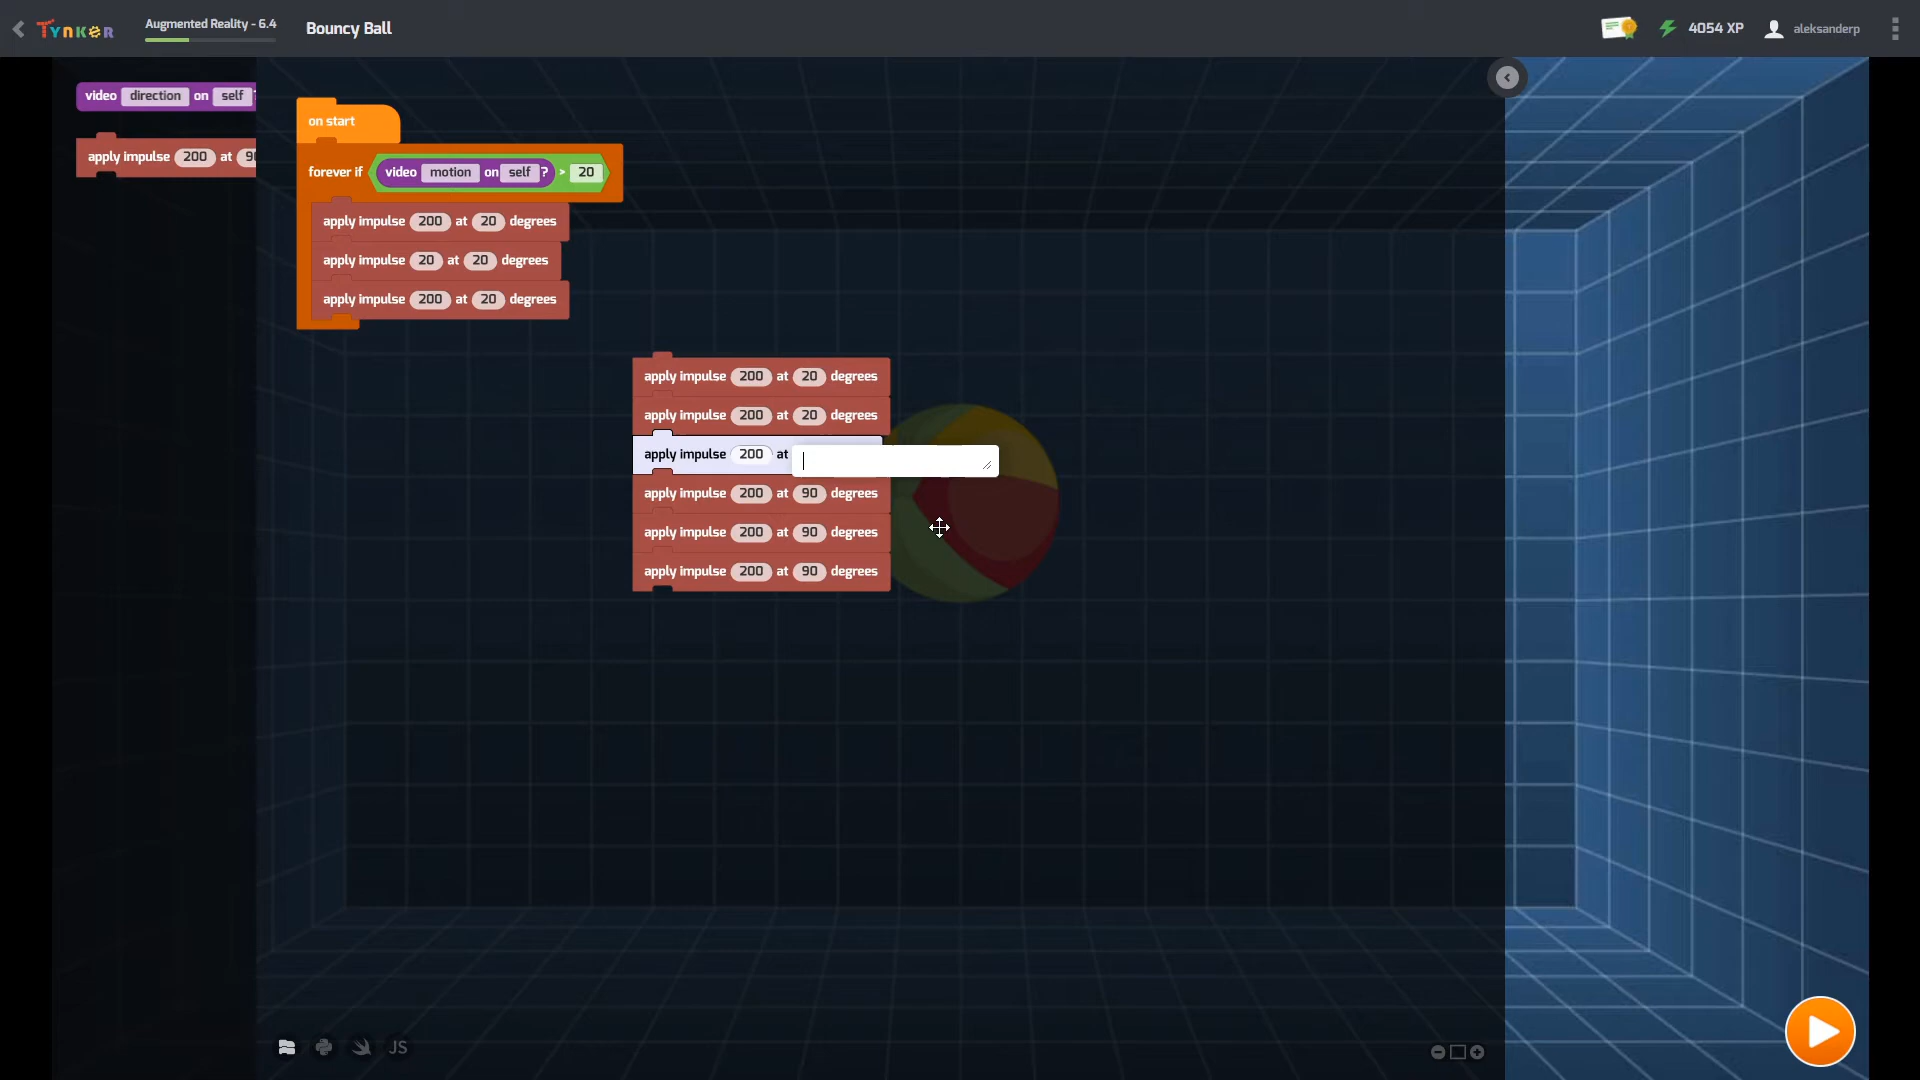 TYNKER
Augmented Reality - 6.4
Bouncy Ball
4054 XP
aleksanderp
video direction on self
apply impulse 200 at
on start
forever if video motion on self ? > 20
apply impulse 200 at 20 degrees
apply impulse 20 at 20 degrees
apply impulse 200 at 20 degrees
apply impulse 200 at 20 degrees
apply impulse 200 at 20 degrees
apply impulse 200 at
apply impulse 200 at 90 degrees
apply impulse 200 at 90 degrees
apply impulse 200 at 90 degrees
JS